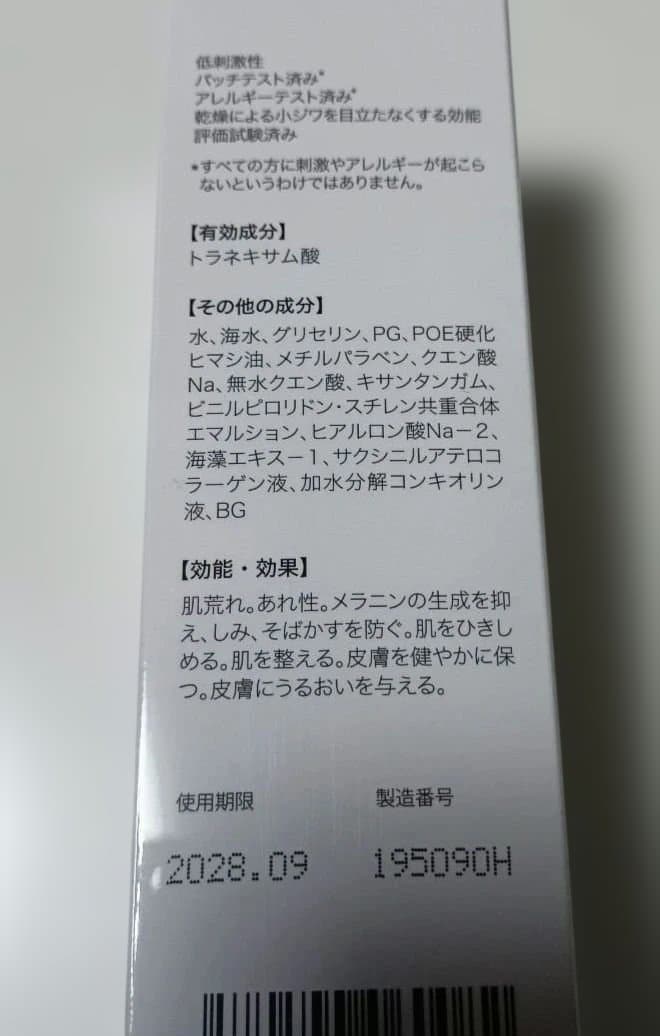 低刺激性
パッチテスト済み*
アレルギーテスト済み*
乾燥による小ジワを目立たなくする効能
評価試験済み
*すべての方に刺激やアレルギーが起こら
ないというわけではありません。
【有効成分】
トラネキサム酸
【その他の成分】
水、海水、グリセリン、PG、POE硬化
ヒマシ油、メチルパラベン、クエン酸
Na、無水クエン酸、キサンタンガム、
ビニルピロリドン・スチレン共重合体
エマルション、ヒアルロン酸Na－2、
海藻エキス－1、サクシニルアテロコ
ラーゲン液、加水分解コンキオリン
液、BG
【効能・効果】
肌荒れ。あれ性。メラニンの生成を抑
え、しみ、そばかすを防ぐ。肌をひきし
める。肌を整える。皮膚を健やかに保
つ。皮膚にうるおいを与える。
使用期限 製造番号
2028.09 195090H